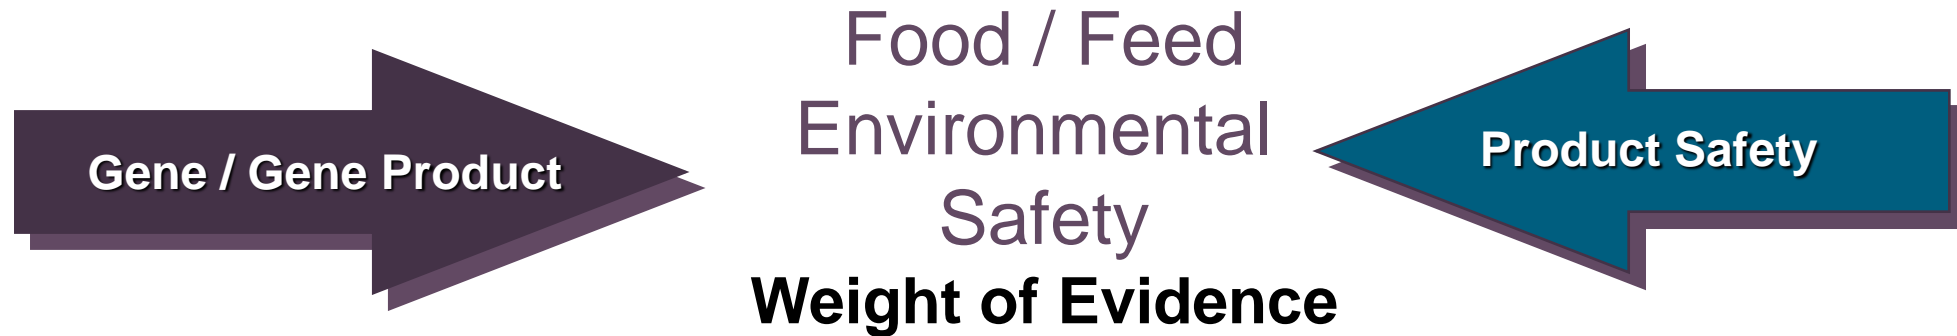 Gene / Gene Product
Food / Feed
Environmental
Safety
Weight of Evidence
Product Safety